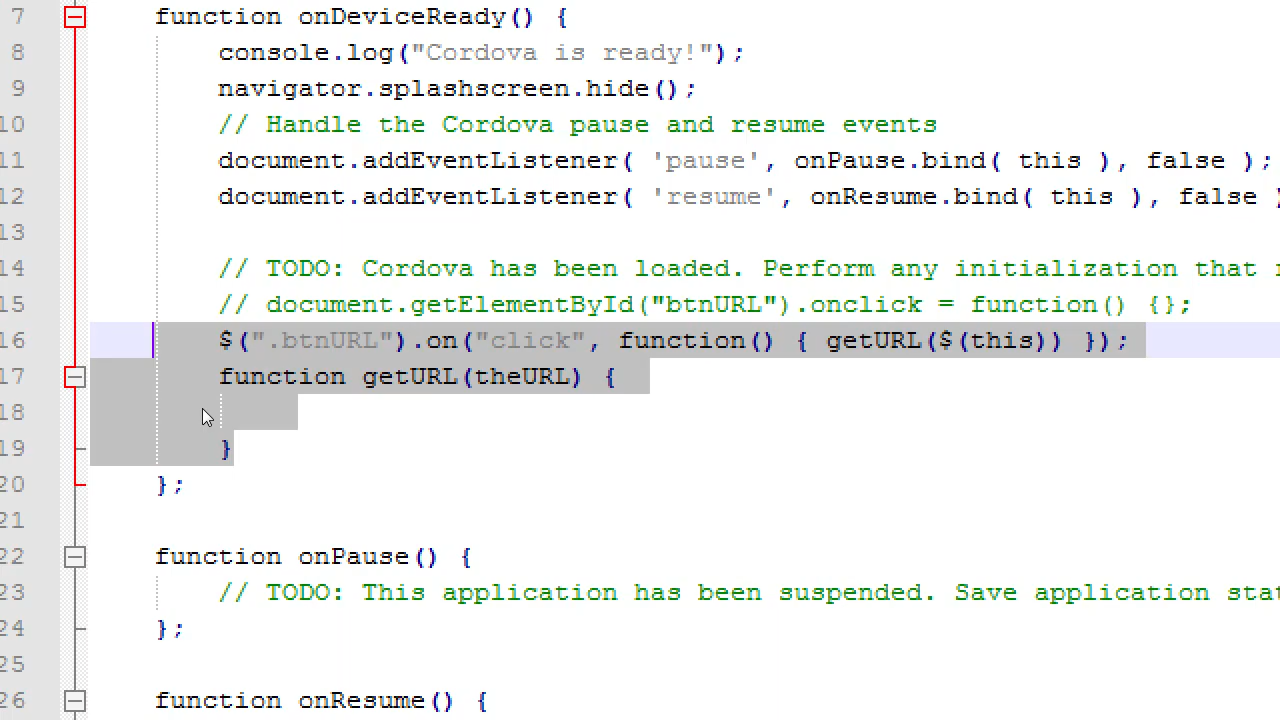 7 function onDeviceReady() {
8 console.log("Cordova is ready!");
9 navigator.splashscreen.hide();
10 // Handle the Cordova pause and resume events
11 document.addEventListener( 'pause', onPause.bind( this ), false );
12 document.addEventListener( 'resume', onResume.bind( this ), false )
13
14 // TODO: Cordova has been loaded. Perform any initialization that
15 // document.getElementById("btnURL").onclick = function() {};
16 $(".btnURL").on("click", function() { getURL($(this)) });
17 function getURL(theURL) {
18
19 }
20 };
21
22 function onPause() {
23 // TODO: This application has been suspended. Save application stat
24 };
25
26 function onResume() {